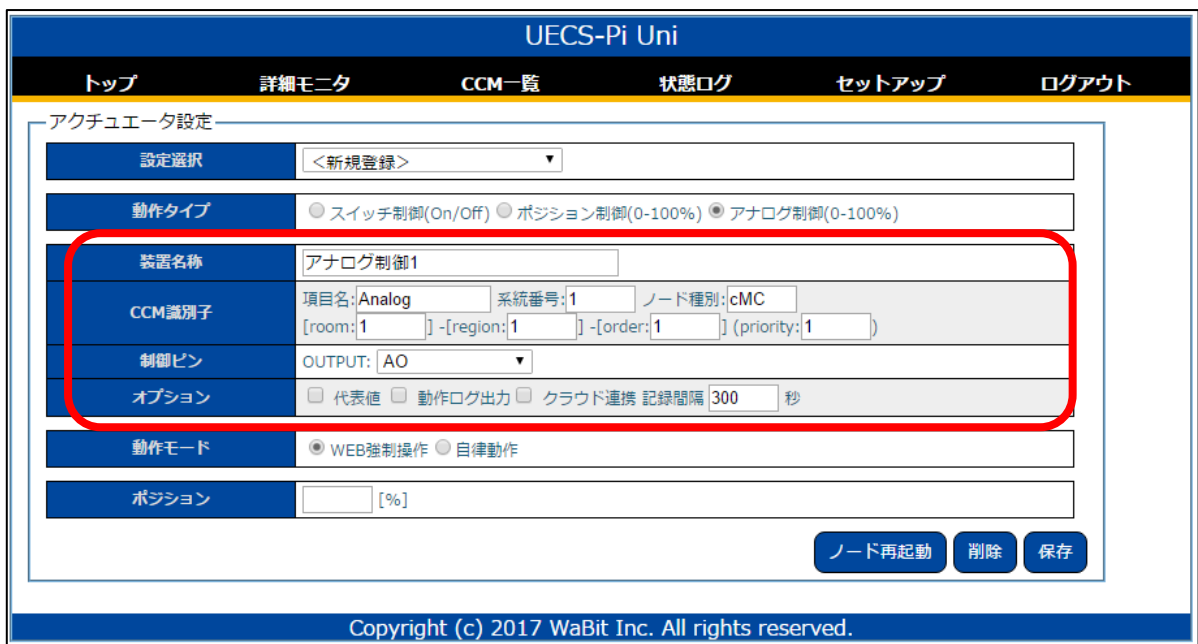 UECS-Pi Uni
トップ 詳細モニタ CCM一覧 状態ログ セットアップ ログアウト
アクチュエータ設定
設定選択 <新規登録>
動作タイプ スイッチ制御(On/Off) ポジション制御(0-100%) アナログ制御(0-100%)
装置名称 アナログ制御1
CCM識別子 項目名:Analog 系統番号:1 ノード種別:cMC
[room:1 ] -[region:1 ] -[order:1 ] (priority:1 )
制御ピン OUTPUT: AO
オプション 代表値 動作ログ出力 クラウド連携 記録間隔 300 秒
動作モード WEB強制操作 自律動作
ポジション [%]
ノード再起動 削除 保存
Copyright (c) 2017 WaBit Inc. All rights reserved.